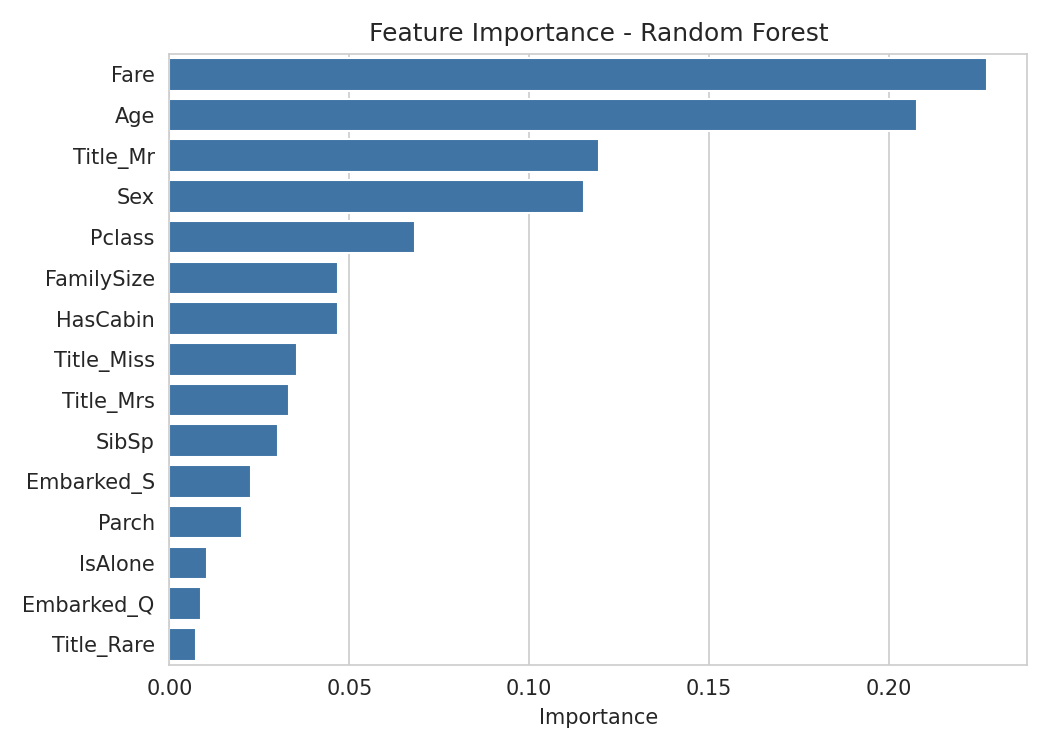 Feature Importance - Random Forest
Fare
Age
Title_Mr
Sex
Pclass
FamilySize
HasCabin
Title_Miss
Title_Mrs
SibSp
Embarked_S
Parch
IsAlone
Embarked_Q
Title_Rare
0.00 0.05 0.10 0.15 0.20
Importance